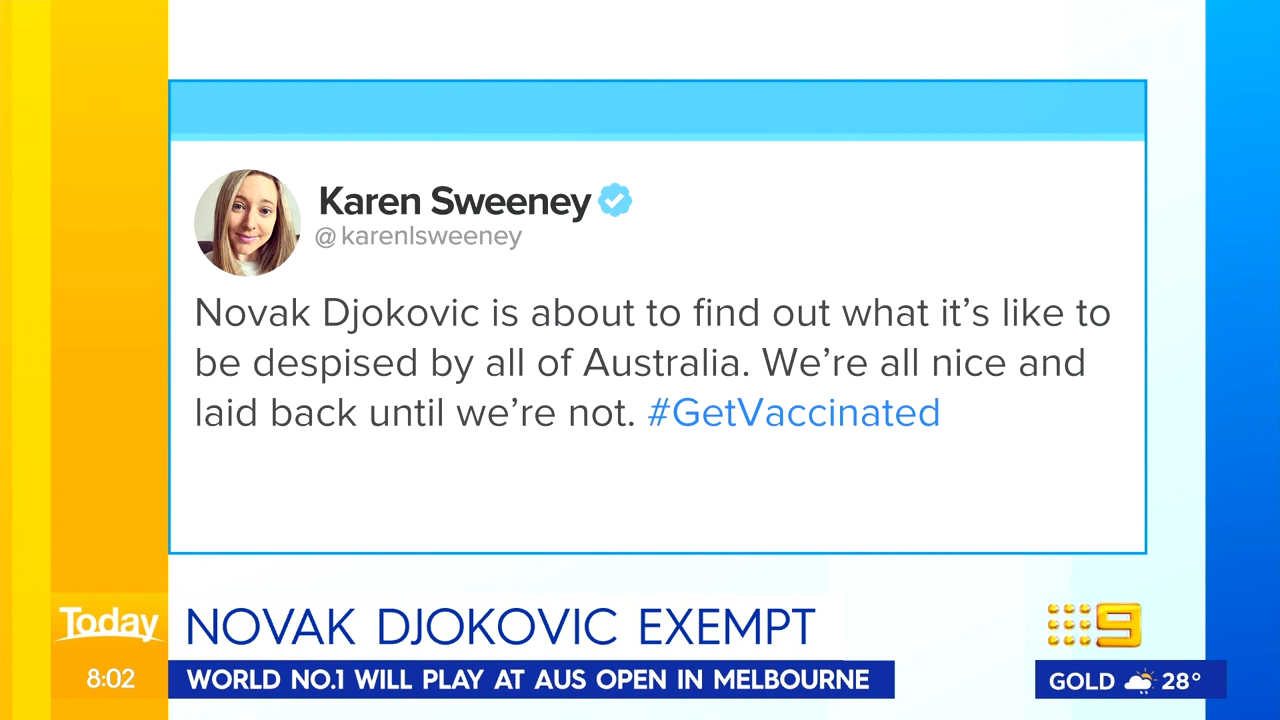 Karen Sweeney
@karenlsweeney
Novak Djokovic is about to find out what it’s like to
be despised by all of Australia. We’re all nice and
laid back until we’re not. #GetVaccinated
Today
8:02
NOVAK DJOKOVIC EXEMPT
WORLD NO.1 WILL PLAY AT AUS OPEN IN MELBOURNE
9
GOLD 28°